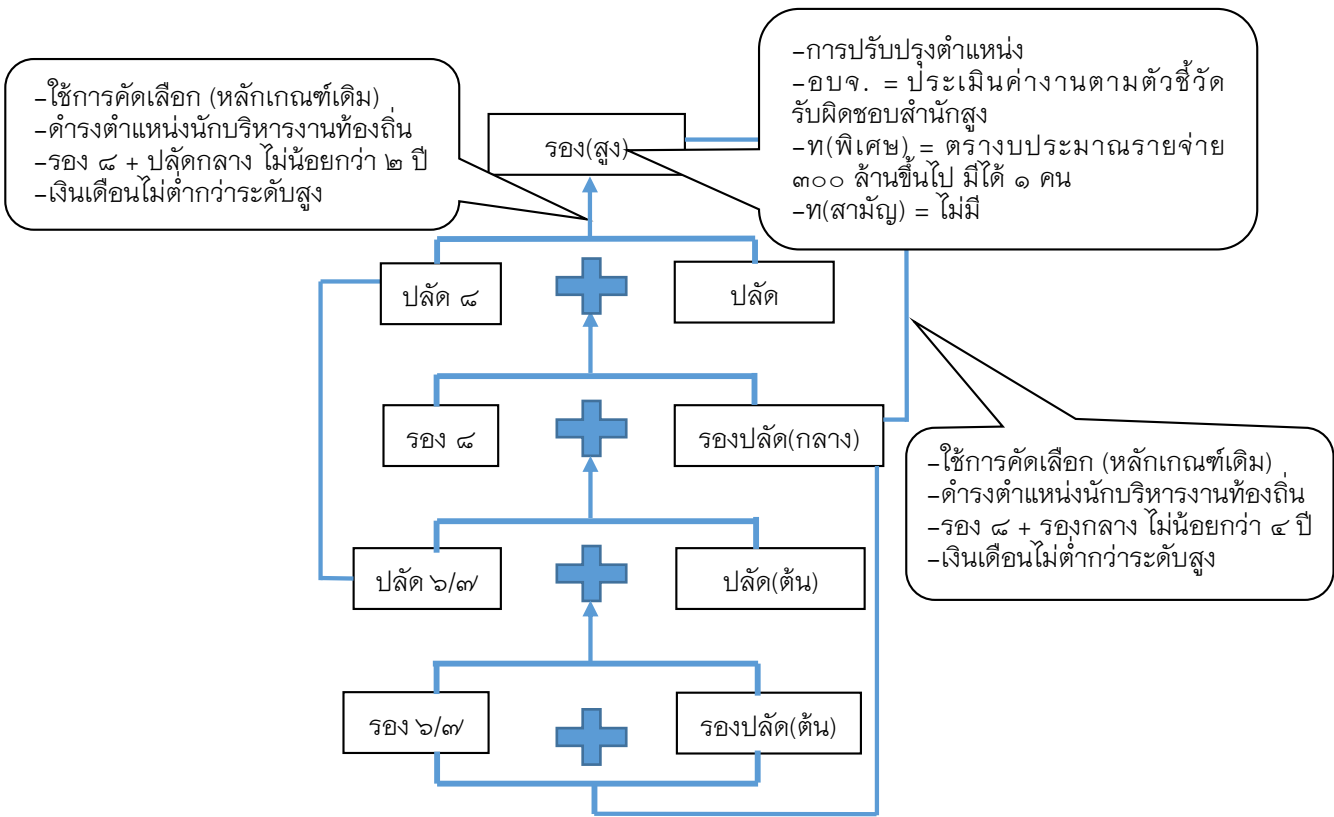 -การปรับปรุงตำแหน่ง
-อบจ. = ประเมินค่างานตามตัวชี้วัด
รับผิดชอบสำนักสูง
-ท(พิเศษ) = ตรางบประมาณรายจ่าย
๓๐๐ ล้านขึ้นไป มีได้ ๑ คน
-ท(สามัญ) = ไม่มี
-ใช้การคัดเลือก (หลักเกณฑ์เดิม)
-ดำรงตำแหน่งนักบริหารงานท้องถิ่น
-รอง ๘ + ปลัดกลาง ไม่น้อยกว่า ๒ ปี
-เงินเดือนไม่ต่ำกว่าระดับสูง
รอง(สูง)
ปลัด ๘
ปลัด
รอง ๘
รองปลัด(กลาง)
-ใช้การคัดเลือก (หลักเกณฑ์เดิม)
-ดำรงตำแหน่งนักบริหารงานท้องถิ่น
-รอง ๘ + รองกลาง ไม่น้อยกว่า ๔ ปี
-เงินเดือนไม่ต่ำกว่าระดับสูง
ปลัด ๖/๗
ปลัด(ต้น)
รอง ๖/๗
รองปลัด(ต้น)